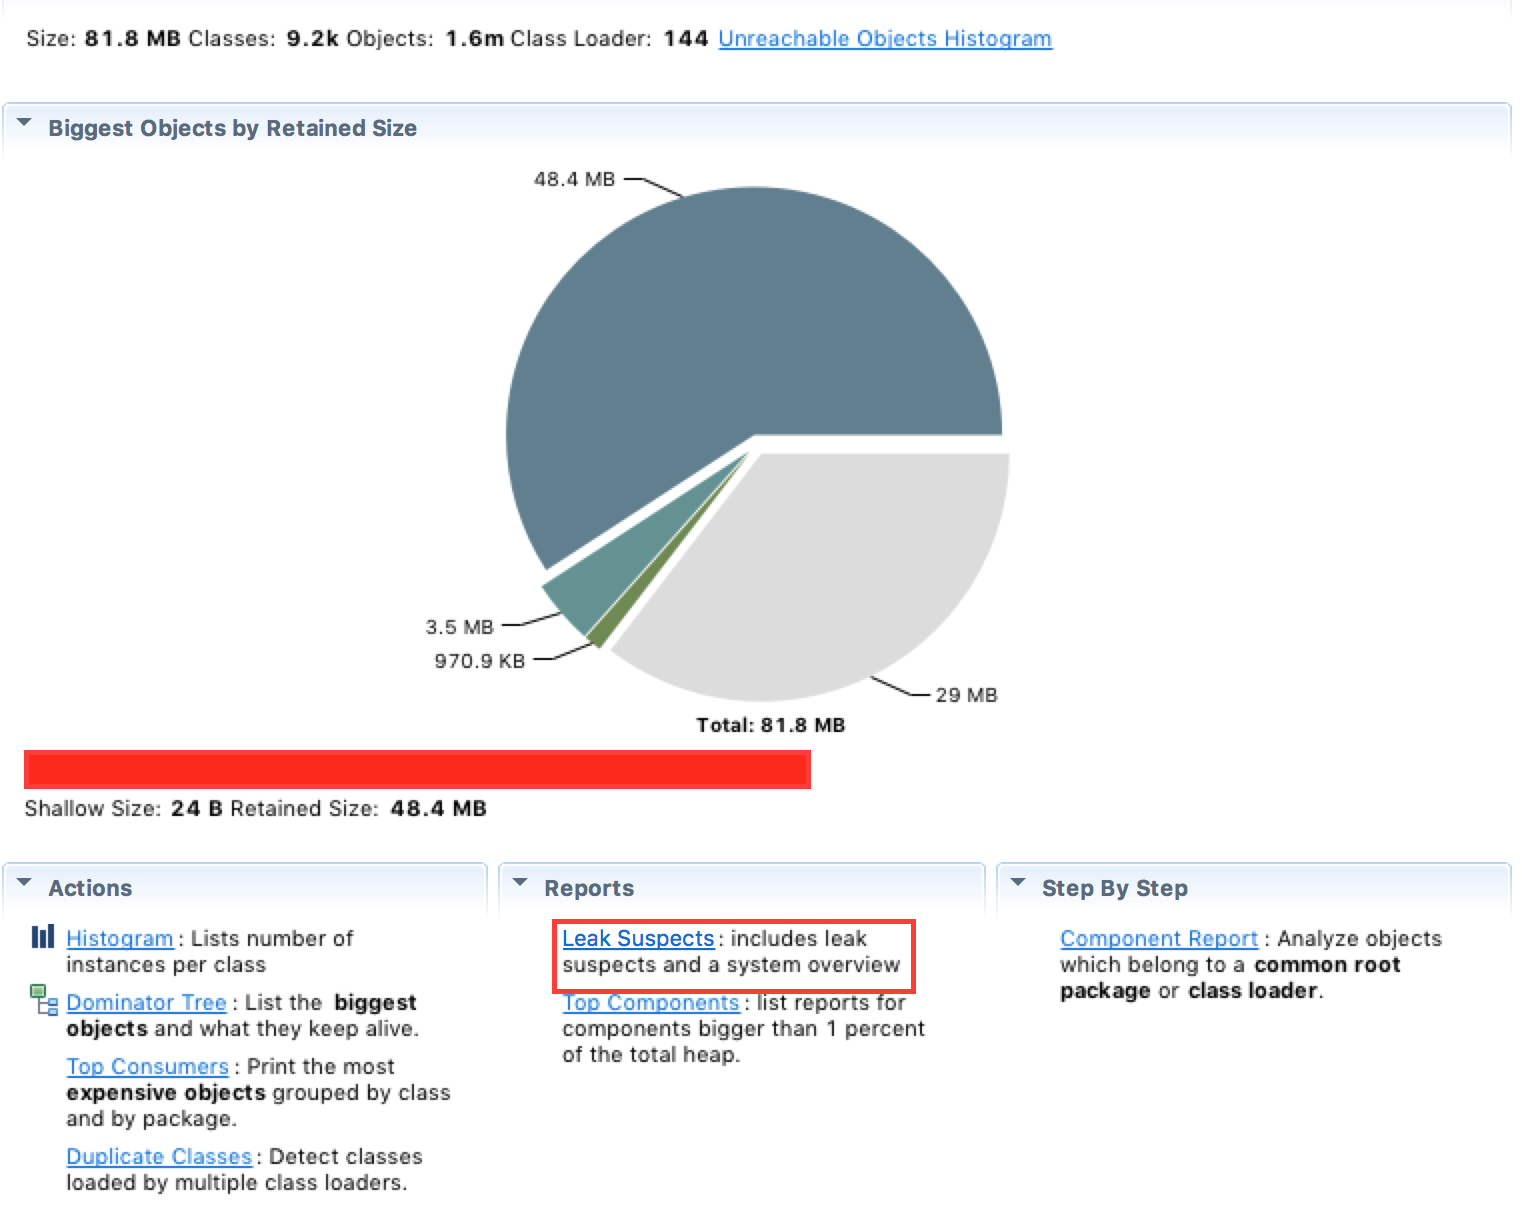 Size: 81.8 MB Classes: 9.2k Objects: 1.6m Class Loader: 144 Unreachable Objects Histogram
Biggest Objects by Retained Size
48.4 MB
3.5 MB
970.9 KB
29 MB
Total: 81.8 MB
Shallow Size: 24 B Retained Size: 48.4 MB
Actions
Histogram : Lists number of
instances per class
Dominator Tree : List the biggest
objects and what they keep alive.
Top Consumers : Print the most
expensive objects grouped by class
and by package.
Duplicate Classes : Detect classes
loaded by multiple class loaders.
Reports
Leak Suspects : includes leak
suspects and a system overview
Top Components : list reports for
components bigger than 1 percent
of the total heap.
Step By Step
Component Report : Analyze objects
which belong to a common root
package or class loader.